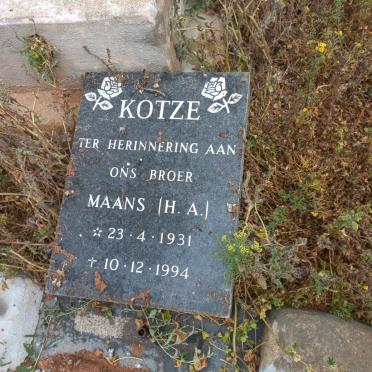 KOTZE
TER HERINNERING AAN
ONS BROER
MAANS (H. A.)
☆ 23 · 4 · 1931
† 10 · 12 · 1994